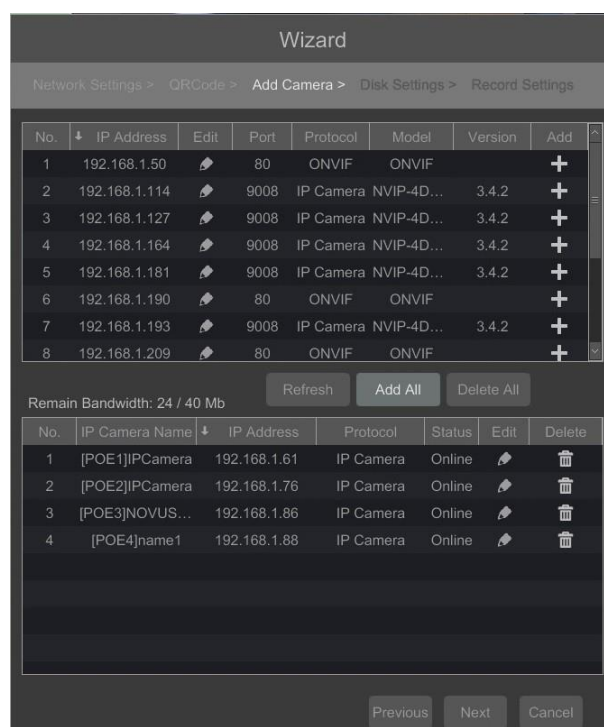 Wizard
Network Settings > QRCode > Add Camera > Disk Settings > Record Settings
No. IP Address Edit Port Protocol Model Version Add
1 192.168.1.50 80 ONVIF ONVIF
2 192.168.1.114 9008 IP Camera NVIP-4D... 3.4.2
3 192.168.1.127 9008 IP Camera NVIP-4D... 3.4.2
4 192.168.1.164 9008 IP Camera NVIP-4D... 3.4.2
5 192.168.1.181 9008 IP Camera NVIP-4D... 3.4.2
6 192.168.1.190 80 ONVIF ONVIF
7 192.168.1.193 9008 IP Camera NVIP-4D... 3.4.2
8 192.168.1.209 80 ONVIF ONVIF
Refresh Add All Delete All
Remain Bandwidth: 24 / 40 Mb
No. IP Camera Name IP Address Protocol Status Edit Delete
1 [POE1]IPCamera 192.168.1.61 IP Camera Online
2 [POE2]IPCamera 192.168.1.76 IP Camera Online
3 [POE3]NOVUS... 192.168.1.86 IP Camera Online
4 [POE4]name1 192.168.1.88 IP Camera Online
Previous Next Cancel